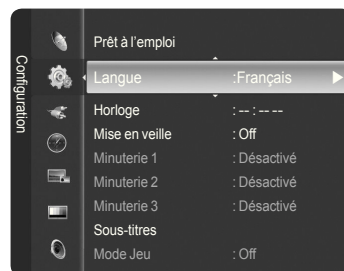 Configuration
Prêt à l'emploi
Langue :Français
Horloge : -- : -- --
Mise en veille : Off
Minuterie 1 : Désactivé
Minuterie 2 : Désactivé
Minuterie 3 : Désactivé
Sous-titres
Mode Jeu : Off